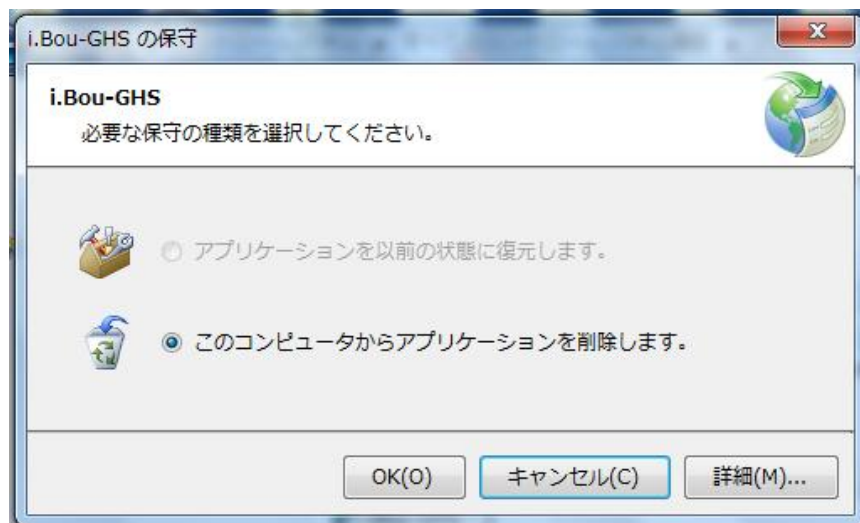 i.Bou-GHS の保守
i.Bou-GHS
必要な保守の種類を選択してください。
アプリケーションを以前の状態に復元します。
このコンピュータからアプリケーションを削除します。
OK(O) キャンセル(C) 詳細(M)...